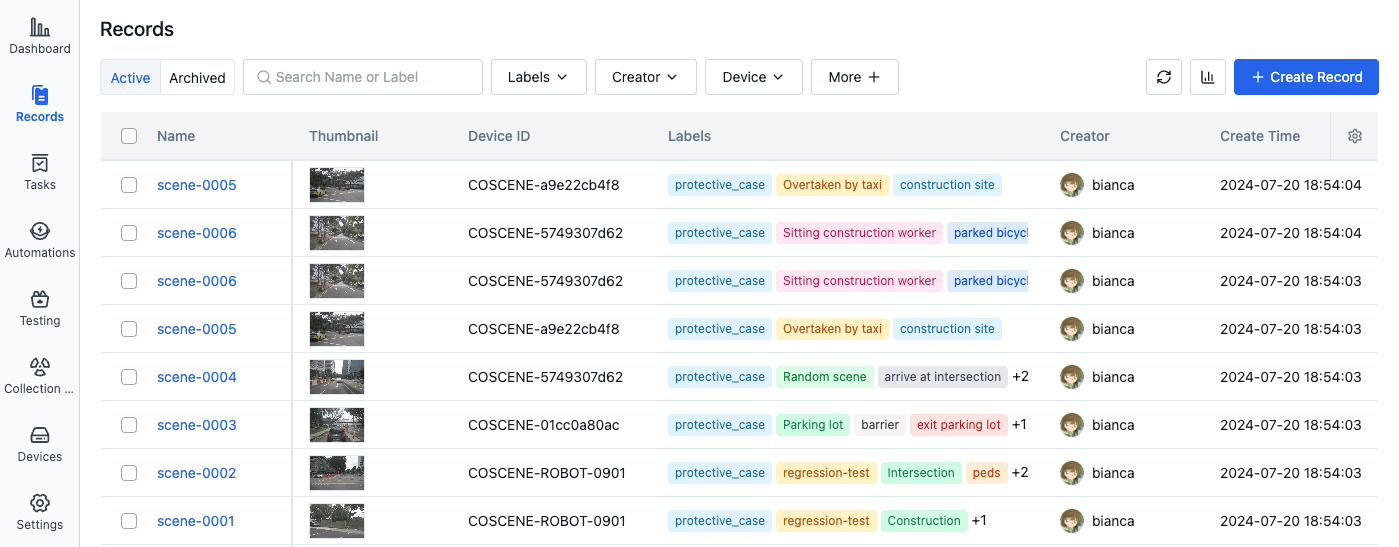 Dashboard
Records
Tasks
Automations
Testing
Collection ...
Devices
Settings
Records
Active Archived Search Name or Label Labels Creator Device More + + Create Record
Name Thumbnail Device ID Labels Creator Create Time
scene-0005 COSCENE-a9e22cb4f8 protective_case Overtaken by taxi construction site bianca 2024-07-20 18:54:04
scene-0006 COSCENE-5749307d62 protective_case Sitting construction worker parked bicycl bianca 2024-07-20 18:54:04
scene-0006 COSCENE-5749307d62 protective_case Sitting construction worker parked bicycl bianca 2024-07-20 18:54:03
scene-0005 COSCENE-a9e22cb4f8 protective_case Overtaken by taxi construction site bianca 2024-07-20 18:54:03
scene-0004 COSCENE-5749307d62 protective_case Random scene arrive at intersection +2 bianca 2024-07-20 18:54:03
scene-0003 COSCENE-01cc0a80ac protective_case Parking lot barrier exit parking lot +1 bianca 2024-07-20 18:54:03
scene-0002 COSCENE-ROBOT-0901 protective_case regression-test Intersection peds +2 bianca 2024-07-20 18:54:03
scene-0001 COSCENE-ROBOT-0901 protective_case regression-test Construction +1 bianca 2024-07-20 18:54:03